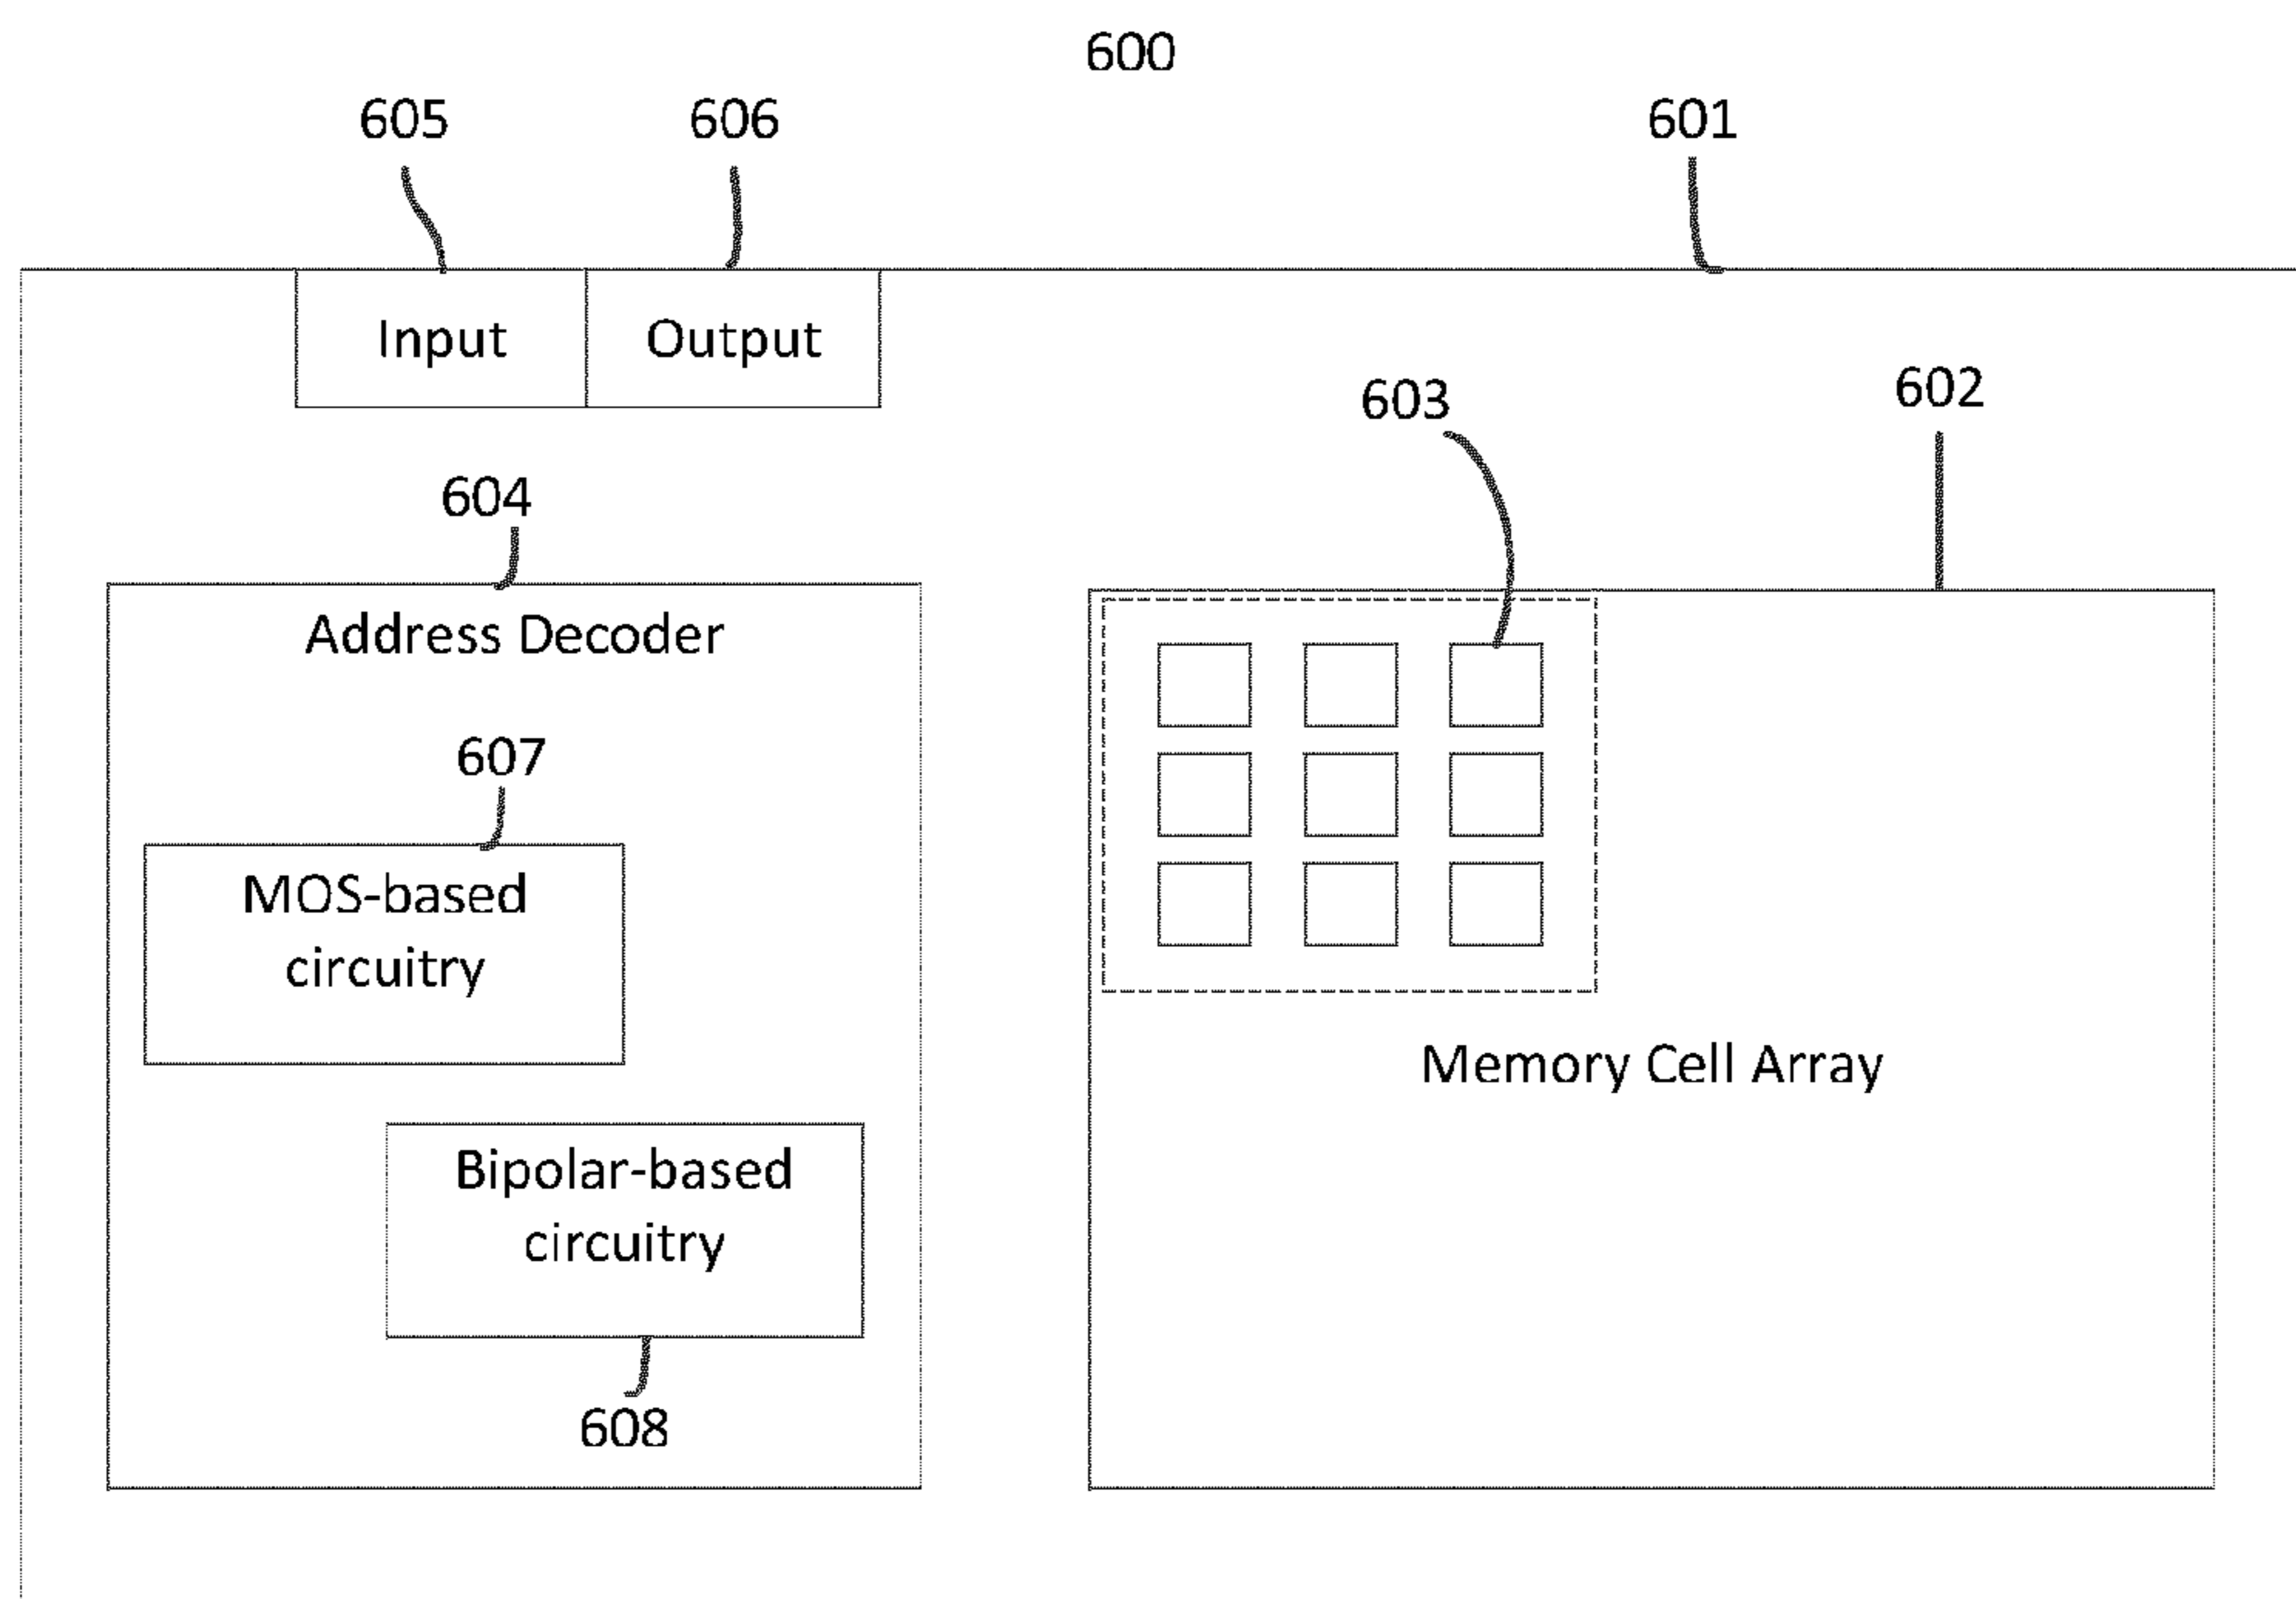 600
605
606
601
Input
Output
603
602
604
Address Decoder
607
MOS-based
circuitry
Memory Cell Array
Bipolar-based
circuitry
608